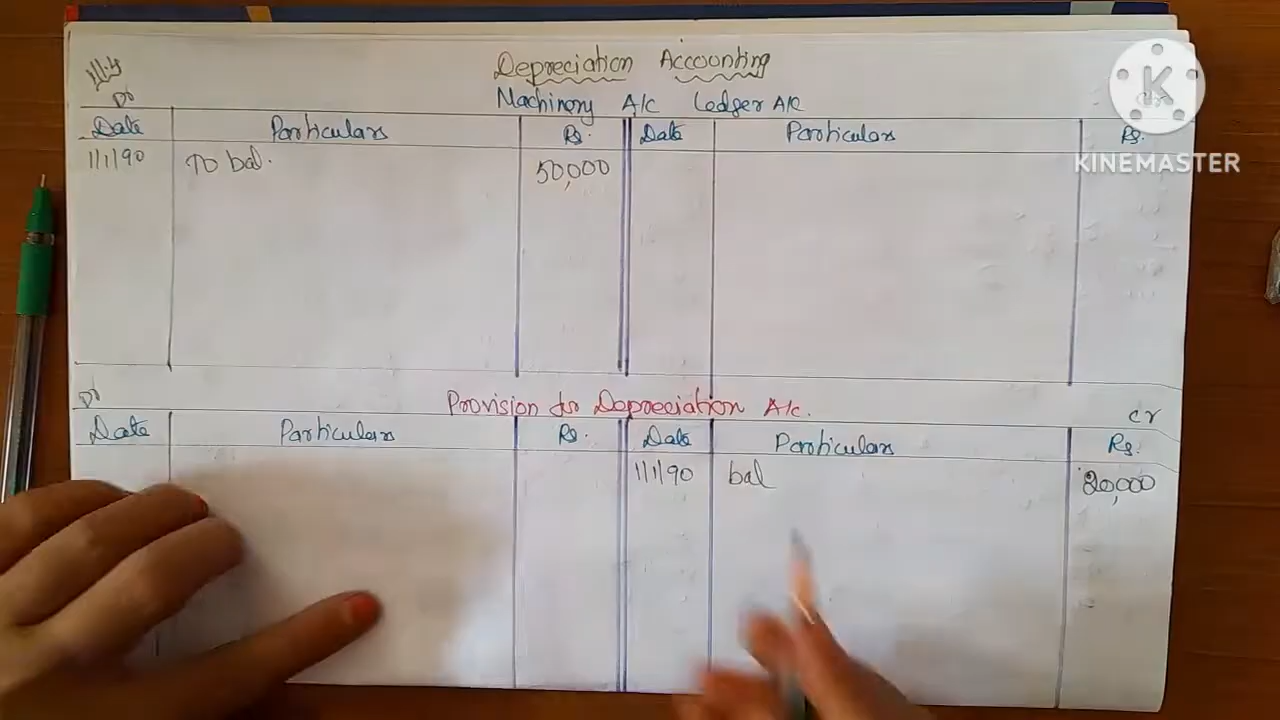 Depreciation Accounting
Machinery A/c Ledger A/c
Dr
Date Particulars Rs. Date Particulars Rs.
1/1/90 To bal. 50,000
K
KINEMASTER
Dr Provision for Depreciation A/c. Cr
Date Particulars Rs. Date Particulars Rs.
1/1/90 bal 20,000